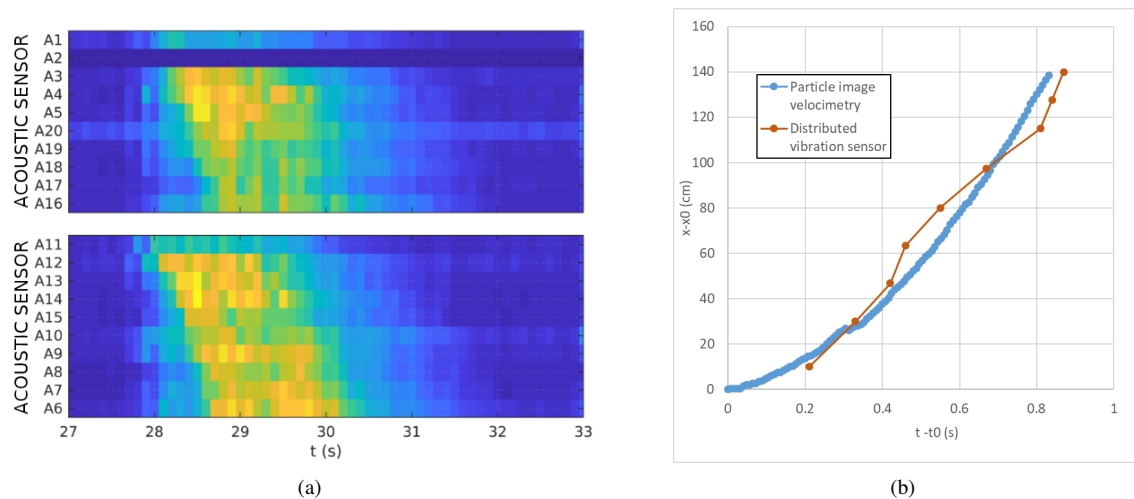 ACOUSTIC SENSOR
A1
A2
A3
A4
A5
A20
A19
A18
A17
A16
ACOUSTIC SENSOR
A11
A12
A13
A14
A15
A10
A9
A8
A7
A6
27 28 29 30 31 32 33
t (s)
(a)
x-x0 (cm)
160
140
120
100
80
60
40
20
0
Particle image
velocimetry
Distributed
vibration sensor
0 0.2 0.4 0.6 0.8 1
t -t0 (s)
(b)